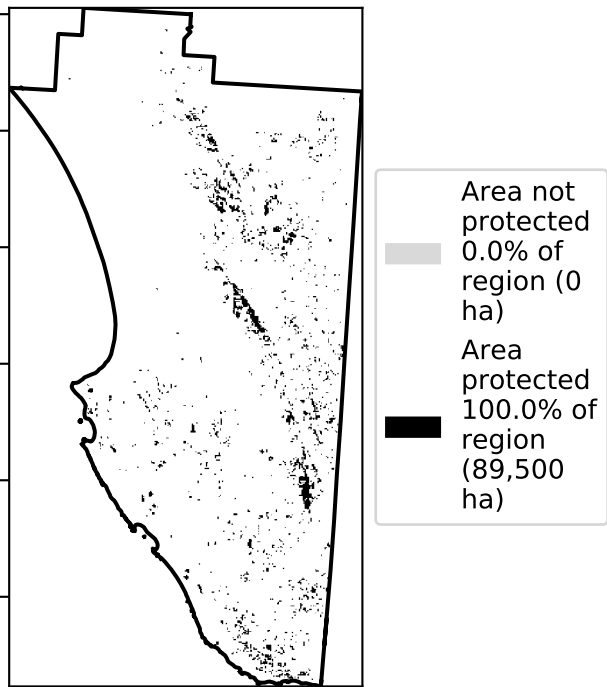 Area not
protected
0.0% of
region (0
ha)
Area
protected
100.0% of
region
(89,500
ha)